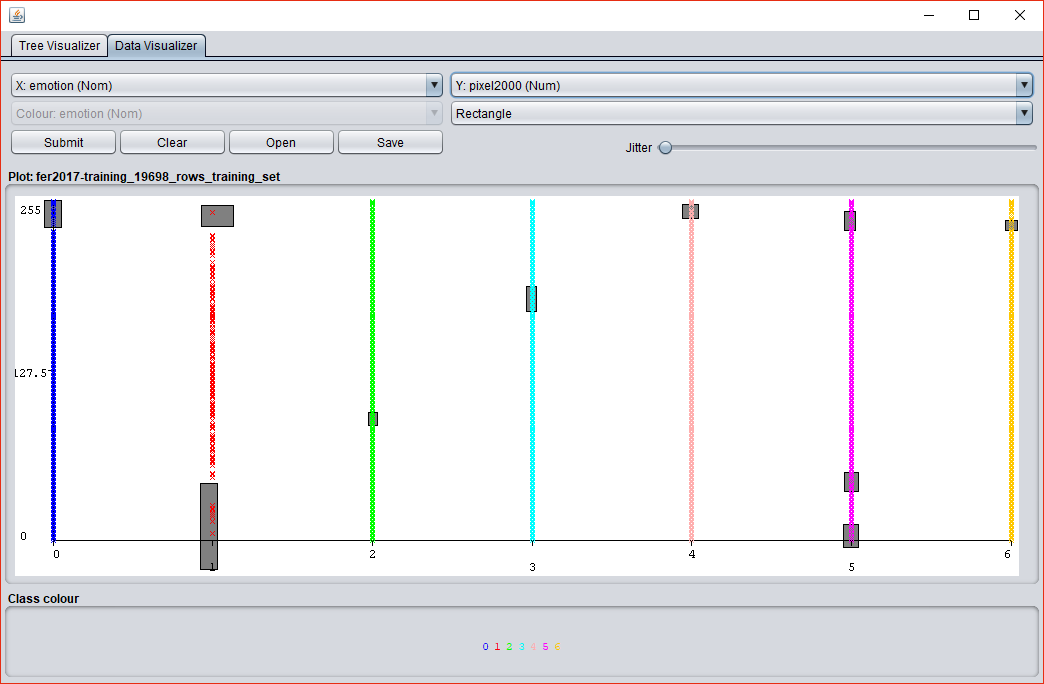 Tree Visualizer Data Visualizer
X: emotion (Nom) Y: pixel2000 (Num)
Colour: emotion (Nom) Rectangle
Submit Clear Open Save Jitter
Plot: fer2017-training_19698_rows_training_set
255
127.5
0
0 2 4 6
1 3 5
Class colour
0 1 2 3 4 5 6